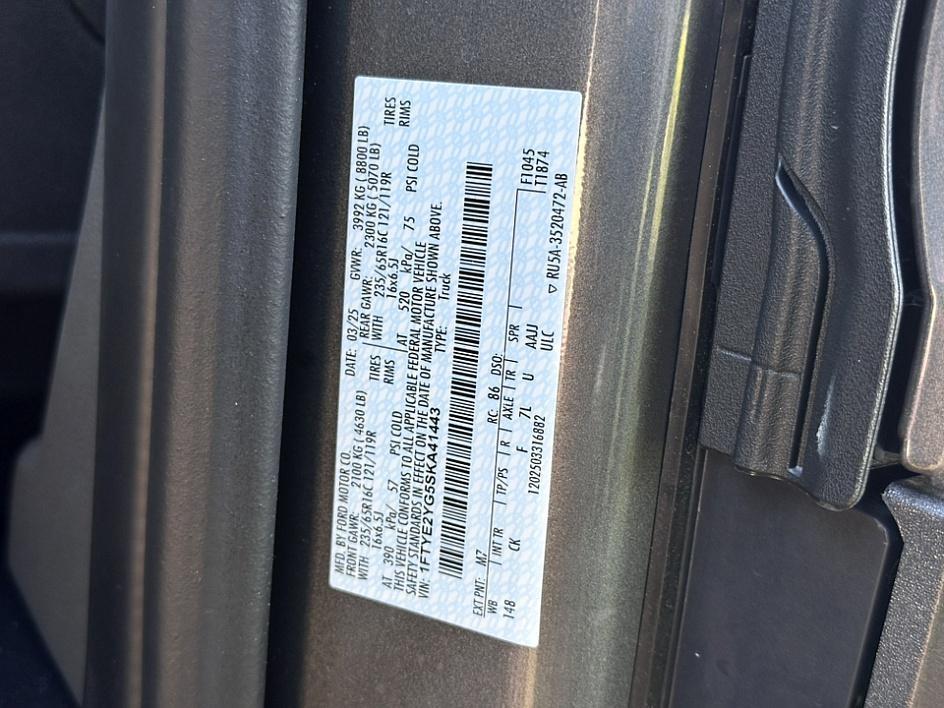 MFD. BY FORD MOTOR CO. DATE: 03/25 GVWR: 3992 KG ( 8800 LB)
FRONT GAWR: 2100 KG ( 4630 LB) REAR GAWR: 2300 KG ( 5070 LB)
WITH 235/65R16C 121/119R TIRES WITH 235/65R16C 121/119R TIRES
16x6.5J RIMS 16x6.5J RIMS
AT 390 kPa/ 57 PSI COLD AT 520 kPa/ 75 PSI COLD
THIS VEHICLE CONFORMS TO ALL APPLICABLE FEDERAL MOTOR VEHICLE
SAFETY STANDARDS IN EFFECT ON THE DATE OF MANUFACTURE SHOWN ABOVE.
VIN: 1FTYE2YG5SKA41443 TYPE: Truck
EXT PNT: M7 RC: 86 DSO:
WB INT TR TP/PS R AXLE TR SPR F1045
148 CK F 7L U AAJJ T1874
1202503316882 ULC
▽ RU5A-3520472-AB